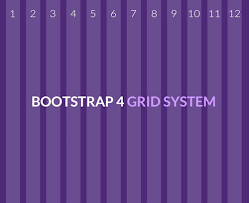 1 2 3 4 5 6 7 8 9 10 11 12
BOOTSTRAP 4 GRID SYSTEM